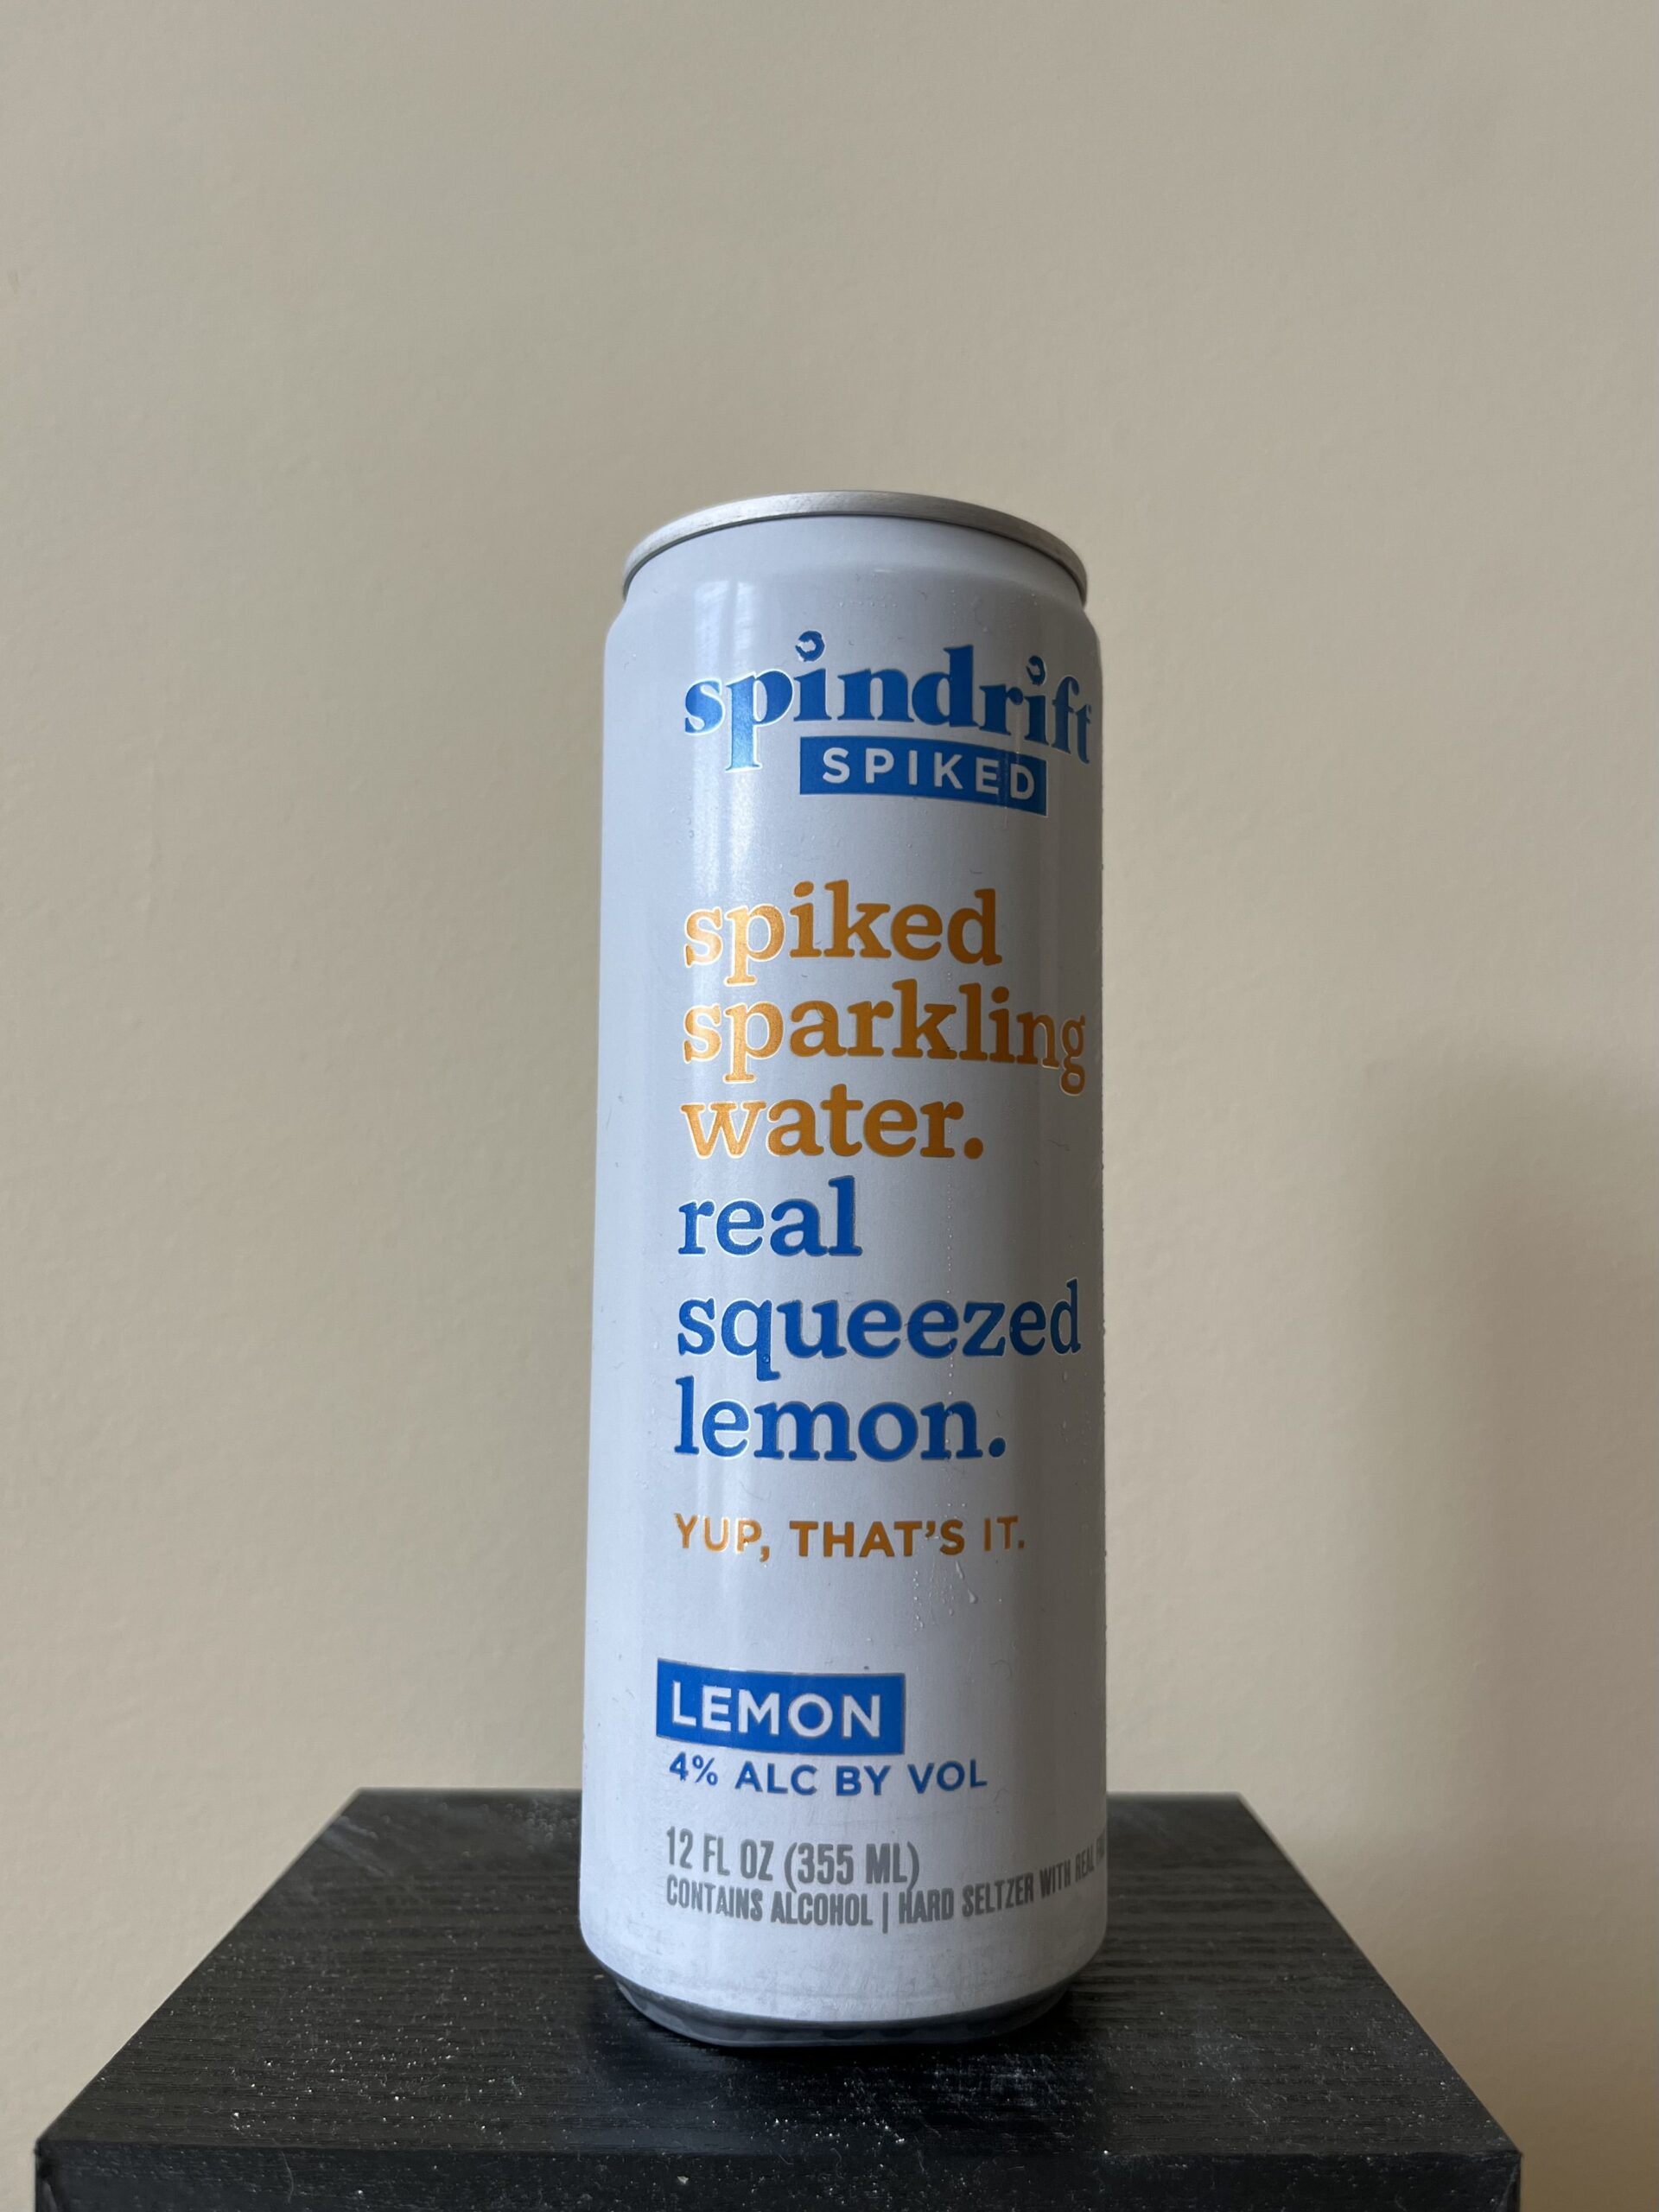 spindrift
SPIKED
spiked
sparkling
water.
real
squeezed
lemon.
YUP, THAT'S IT.
LEMON
4% ALC BY VOL
12 FL OZ (355 ML)
CONTAINS ALCOHOL | HARD SELTZER WITH REAL